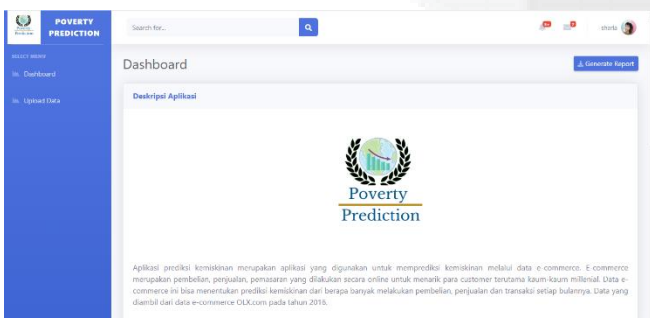 POVERTY
PREDICTION
Search for...
Dashboard
Generate Report
Dashboard
Upload Data
Deskripsi Aplikasi
Poverty
Prediction
Aplikasi prediksi kemiskinan merupakan aplikasi yang digunakan untuk memprediksi kemiskinan melalui data e-commerce. E-commerce
merupakan pembelian, penjualan, pemasaran yang dilakukan secara online untuk menarik para customer terutama kaum-kaum millenial. Data e-
commerce ini bisa menentukan prediksi kemiskinan dari berapa banyak melakukan pembelian, penjualan dan transaksi setiap bulannya. Data yang
diambil dari data e-commerce OLX.com pada tahun 2018.